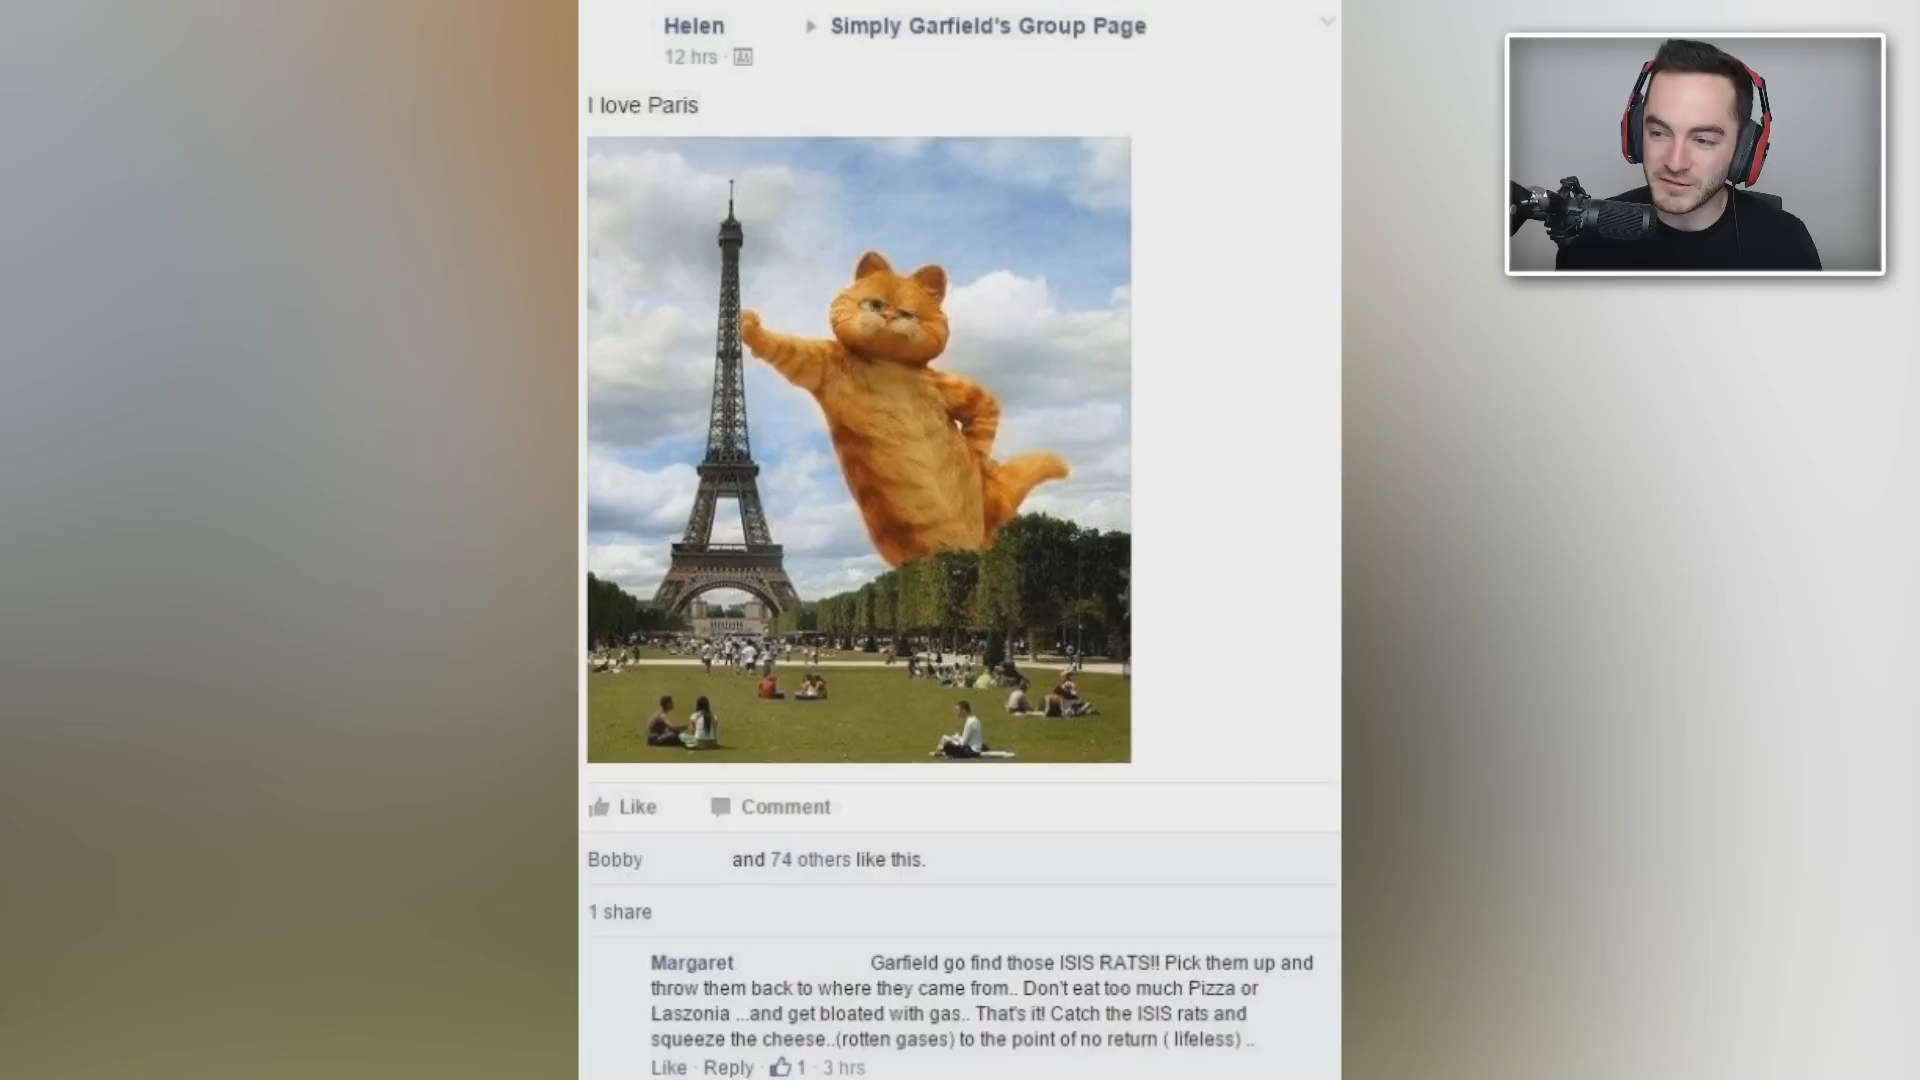 Helen ▸ Simply Garfield's Group Page
12 hrs ·
I love Paris
Like Comment
Bobby and 74 others like this.
1 share
Margaret Garfield go find those ISIS RATS!! Pick them up and
throw them back to where they came from.. Don't eat too much Pizza or
Laszonia ...and get bloated with gas.. That's it! Catch the ISIS rats and
squeeze the cheese..(rotten gases) to the point of no return ( lifeless) ..
Like · Reply · 1 · 3 hrs